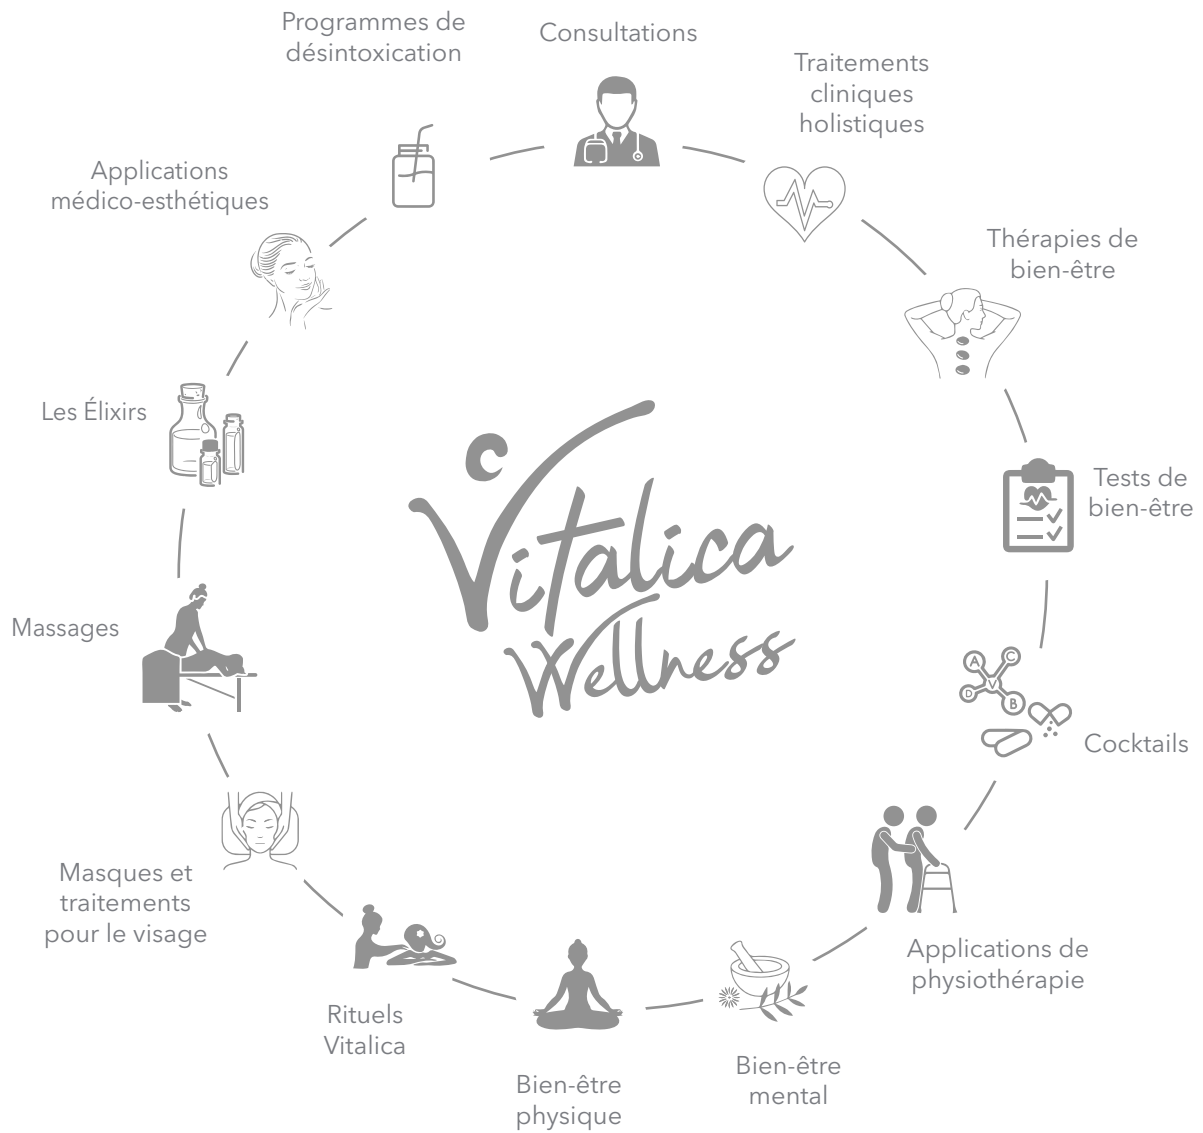 Programmes de
désintoxication
Consultations
Traitements
cliniques
holistiques
Thérapies de
bien-être
Tests de
bien-être
A
C
V
D
B
Cocktails
Applications de
physiothérapie
Bien-être
mental
Bien-être
physique
Rituels
Vitalica
Masques et
traitements
pour le visage
Massages
Les Élixirs
Applications
médico-esthétiques
Vitalica
Wellness